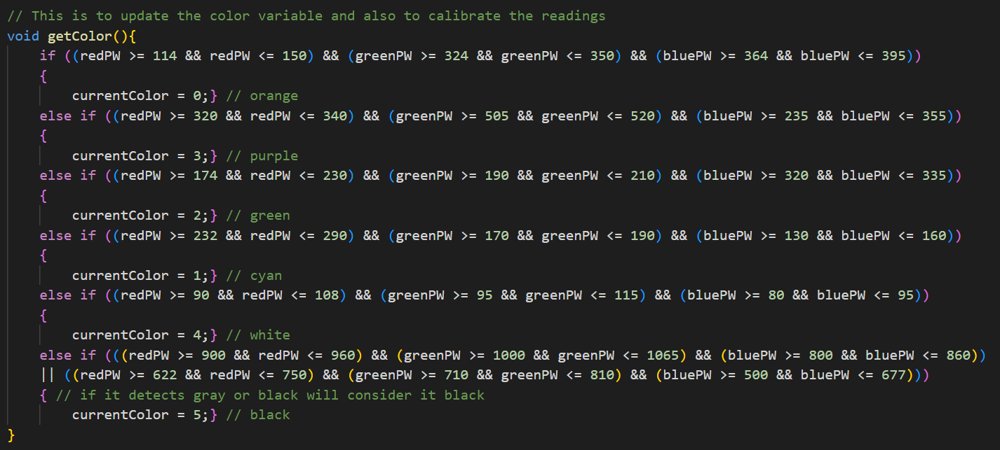 // This is to update the color variable and also to calibrate the readings
void getColor(){
    if ((redPW >= 114 && redPW <= 150) && (greenPW >= 324 && greenPW <= 350) && (bluePW >= 364 && bluePW <= 395))
    {
        currentColor = 0;} // orange
    else if ((redPW >= 320 && redPW <= 340) && (greenPW >= 505 && greenPW <= 520) && (bluePW >= 235 && bluePW <= 355))
    {
        currentColor = 3;} // purple
    else if ((redPW >= 174 && redPW <= 230) && (greenPW >= 190 && greenPW <= 210) && (bluePW >= 320 && bluePW <= 335))
    {
        currentColor = 2;} // green
    else if ((redPW >= 232 && redPW <= 290) && (greenPW >= 170 && greenPW <= 190) && (bluePW >= 130 && bluePW <= 160))
    {
        currentColor = 1;} // cyan
    else if ((redPW >= 90 && redPW <= 108) && (greenPW >= 95 && greenPW <= 115) && (bluePW >= 80 && bluePW <= 95))
    {
        currentColor = 4;} // white
    else if (((redPW >= 900 && redPW <= 960) && (greenPW >= 1000 && greenPW <= 1065) && (bluePW >= 800 && bluePW <= 860))
    || ((redPW >= 622 && redPW <= 750) && (greenPW >= 710 && greenPW <= 810) && (bluePW >= 500 && bluePW <= 677)))
    { // if it detects gray or black will consider it black
        currentColor = 5;} // black
}